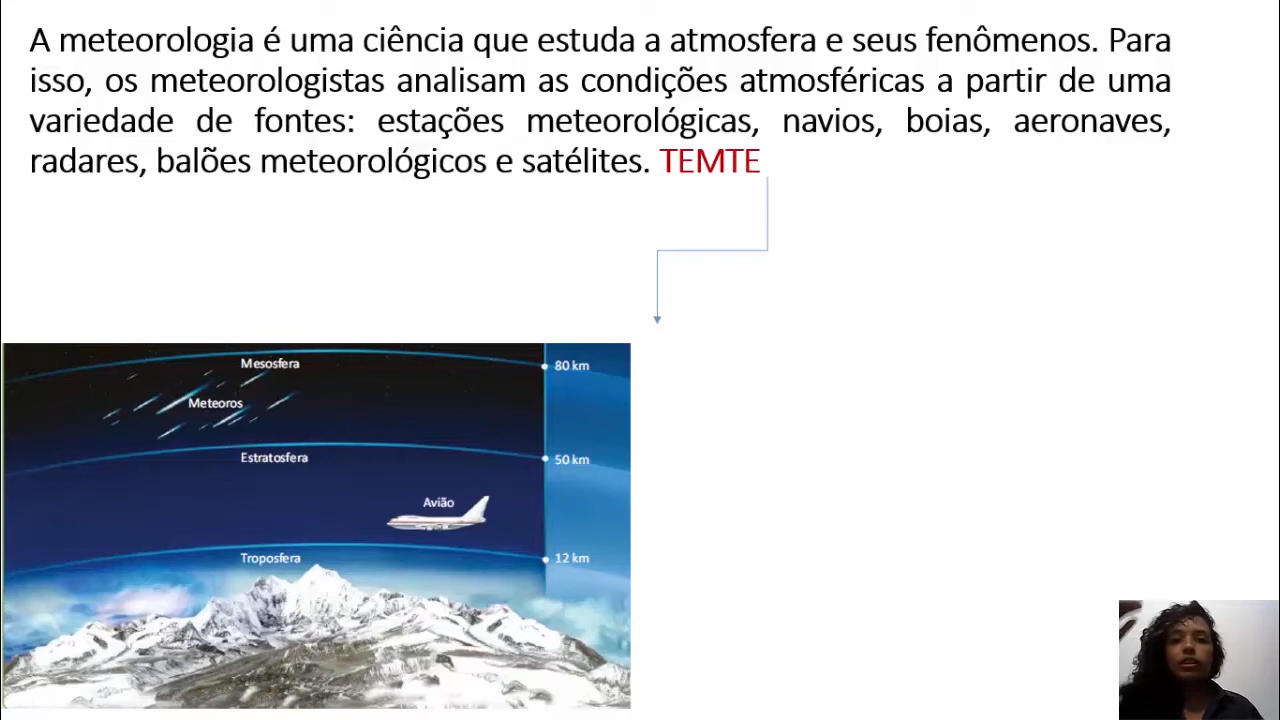 A meteorologia é uma ciência que estuda a atmosfera e seus fenômenos. Para
isso, os meteorologistas analisam as condições atmosféricas a partir de uma
variedade de fontes: estações meteorológicas, navios, boias, aeronaves,
radares, balões meteorológicos e satélites. TEMTE
Mesosfera
80 km
Meteoros
Estratosfera
50 km
Avião
Troposfera
12 km